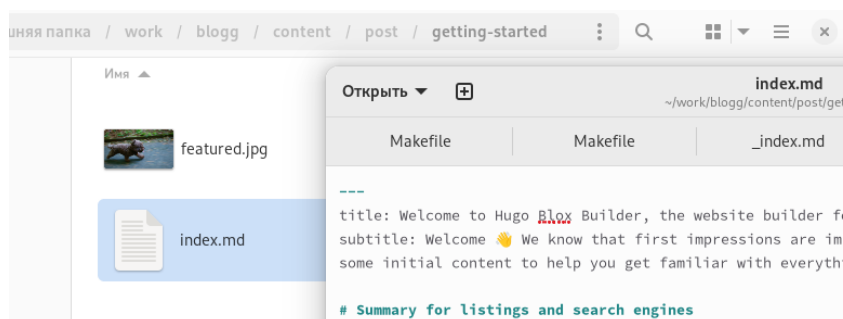 няя папка / work / blogg / content / post / getting-started
Имя
featured.jpg
index.md
Открыть
index.md
~/work/blogg/content/post/get
Makefile Makefile _index.md
---
title: Welcome to Hugo Blox Builder, the website builder fo
subtitle: Welcome 👋 We know that first impressions are im
some initial content to help you get familiar with everyth
# Summary for listings and search engines